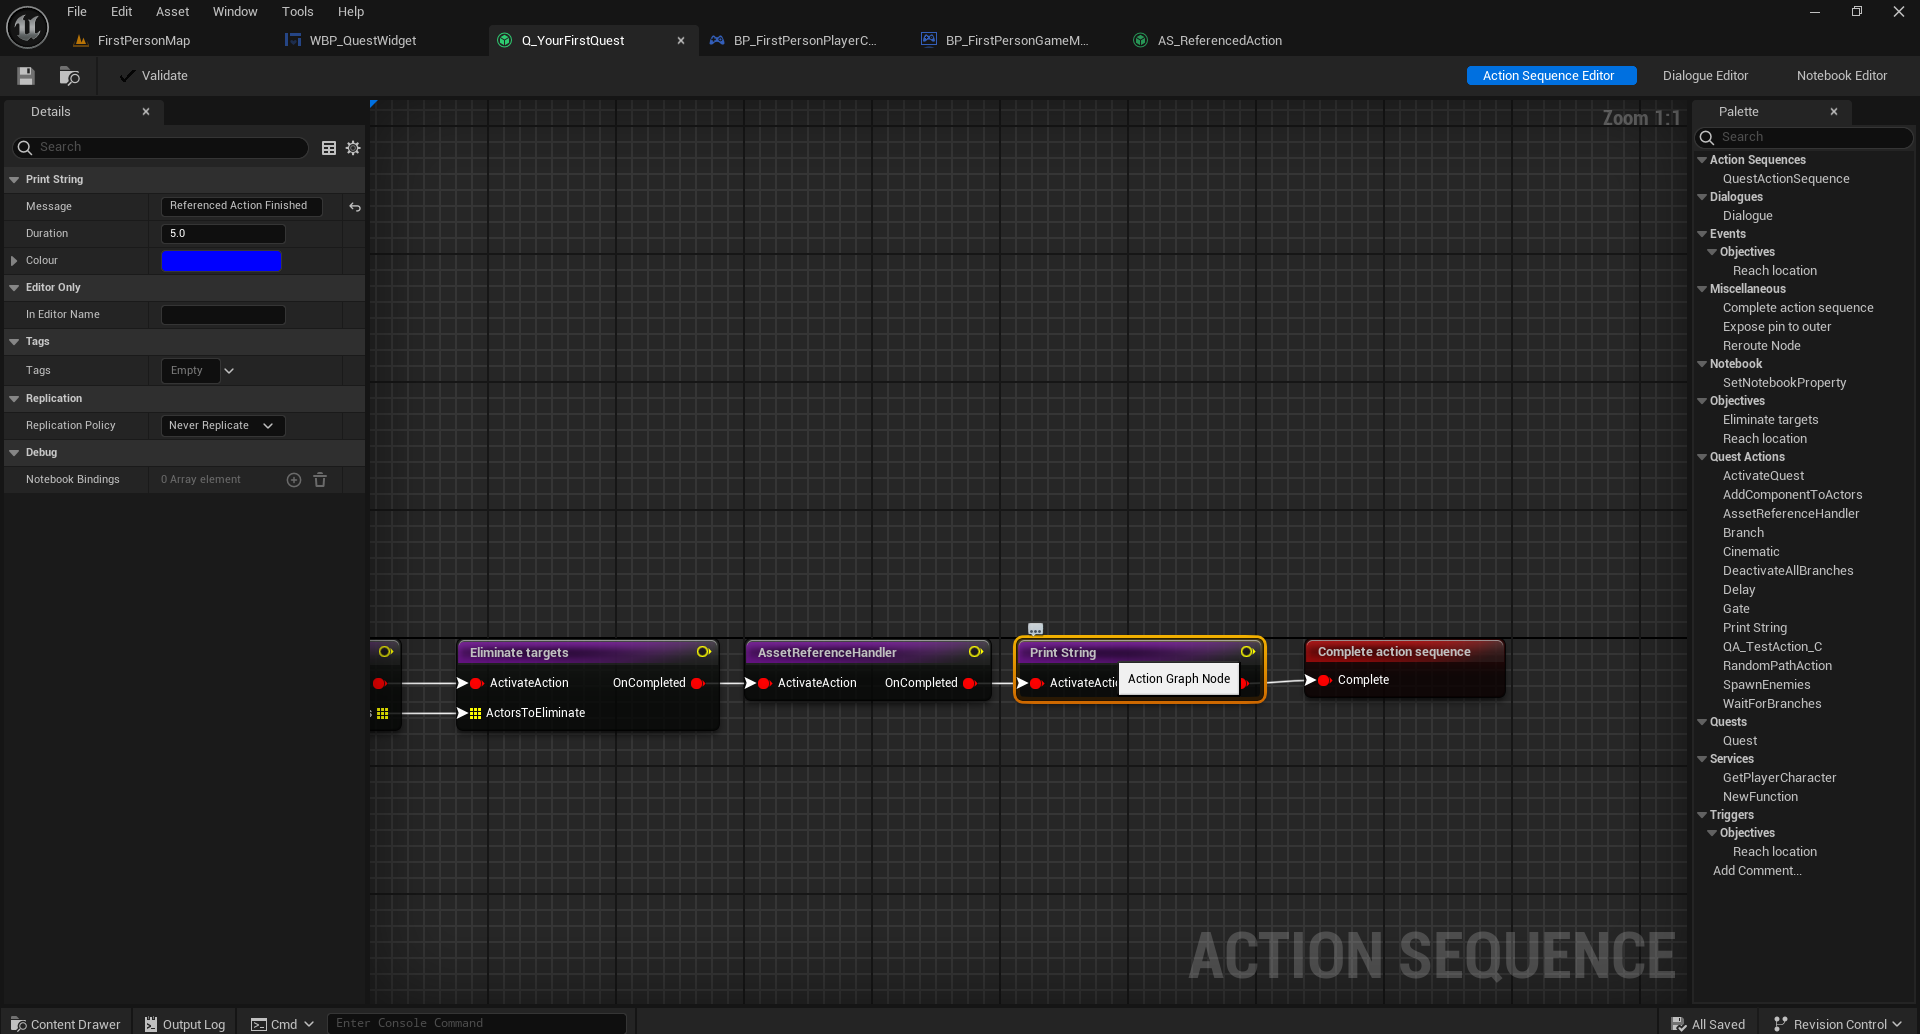 File Edit Asset Window Tools Help
FirstPersonMap WBP_QuestWidget Q_YourFirstQuest BP_FirstPersonPlayerC... BP_FirstPersonGameM... AS_ReferencedAction
Validate Action Sequence Editor Dialogue Editor Notebook Editor
Details
Search
Print String
Message Referenced Action Finished
Duration 5.0
Colour
Editor Only
In Editor Name
Tags
Tags Empty
Replication
Replication Policy Never Replicate
Debug
Notebook Bindings 0 Array element
Zoom 1:1
Eliminate targets
ActivateAction OnCompleted
ActorsToEliminate
AssetReferenceHandler
ActivateAction OnCompleted
Print String
Action Graph Node
Complete action sequence
Complete
ACTION SEQUENCE
Palette
Search
Action Sequences
QuestActionSequence
Dialogues
Dialogue
Events
Objectives
Reach location
Miscellaneous
Complete action sequence
Expose pin to outer
Reroute Node
Notebook
SetNotebookProperty
Objectives
Eliminate targets
Reach location
Quest Actions
ActivateQuest
AddComponentToActors
AssetReferenceHandler
Branch
Cinematic
DeactivateAllBranches
Delay
Gate
Print String
QA_TestAction_C
RandomPathAction
SpawnEnemies
WaitForBranches
Quests
Quest
Services
GetPlayerCharacter
NewFunction
Triggers
Objectives
Reach location
Add Comment...
Content Drawer Output Log Cmd Enter Console Command All Saved Revision Control